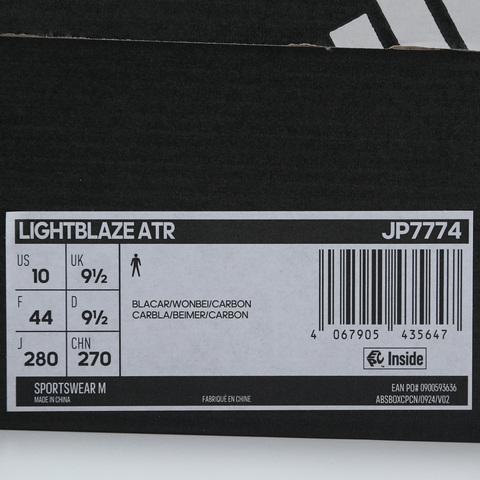 LIGHTBLAZE ATR JP7774
US 10 UK 9½
F 44 D 9½
J 280 CHN 270
BLACAR/WONBEI/CARBON
CARBLA/BEIMER/CARBON
4 067905 435647
Inside
SPORTSWEAR M
MADE IN CHINA
FABRIQUÉ EN CHINE
EAN PO# 0900593636
ABSBOXCPCN/0924/V02